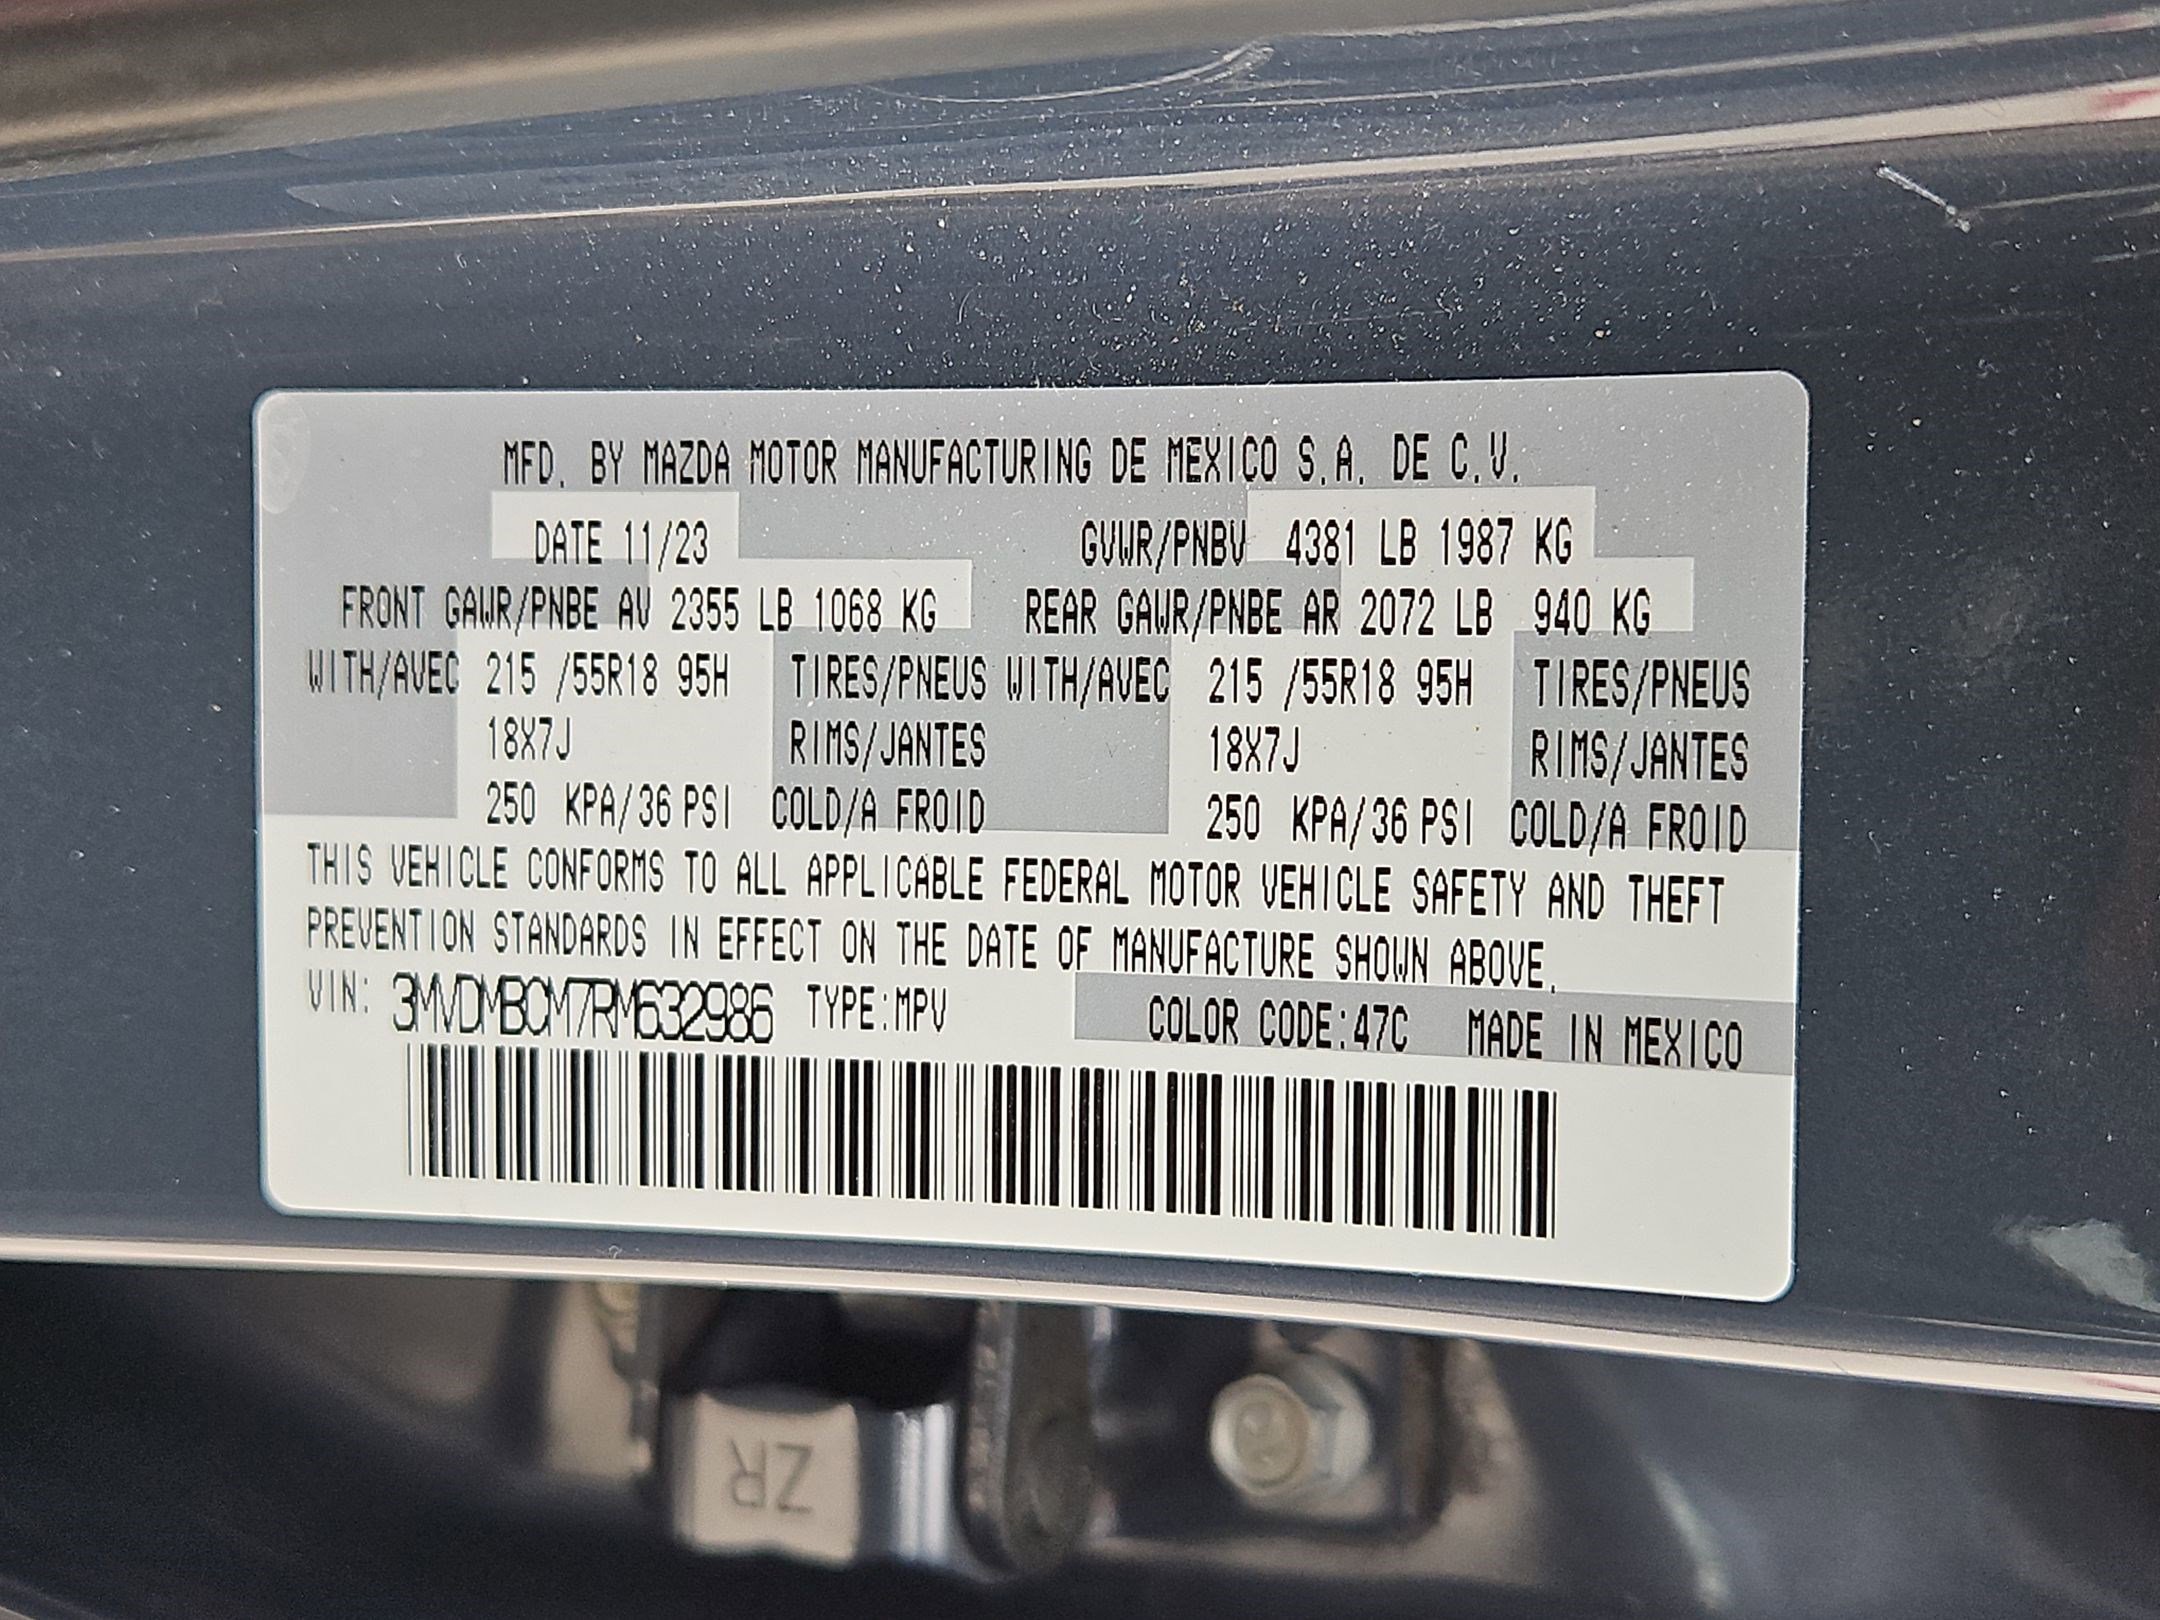 MFD. BY MAZDA MOTOR MANUFACTURING DE MEXICO S.A. DE C.V.
DATE 11/23 GVWR/PNBV 4381 LB 1987 KG
FRONT GAWR/PNBE AV 2355 LB 1068 KG REAR GAWR/PNBE AR 2072 LB 940 KG
WITH/AVEC 215 /55R18 95H TIRES/PNEUS WITH/AVEC 215 /55R18 95H TIRES/PNEUS
18X7J RIMS/JANTES 18X7J RIMS/JANTES
250 KPA/36 PSI COLD/A FROID 250 KPA/36 PSI COLD/A FROID
THIS VEHICLE CONFORMS TO ALL APPLICABLE FEDERAL MOTOR VEHICLE SAFETY AND THEFT
PREVENTION STANDARDS IN EFFECT ON THE DATE OF MANUFACTURE SHOWN ABOVE.
VIN: 3MVDMBCM7RM632986 TYPE:MPV COLOR CODE:47C MADE IN MEXICO
ZR